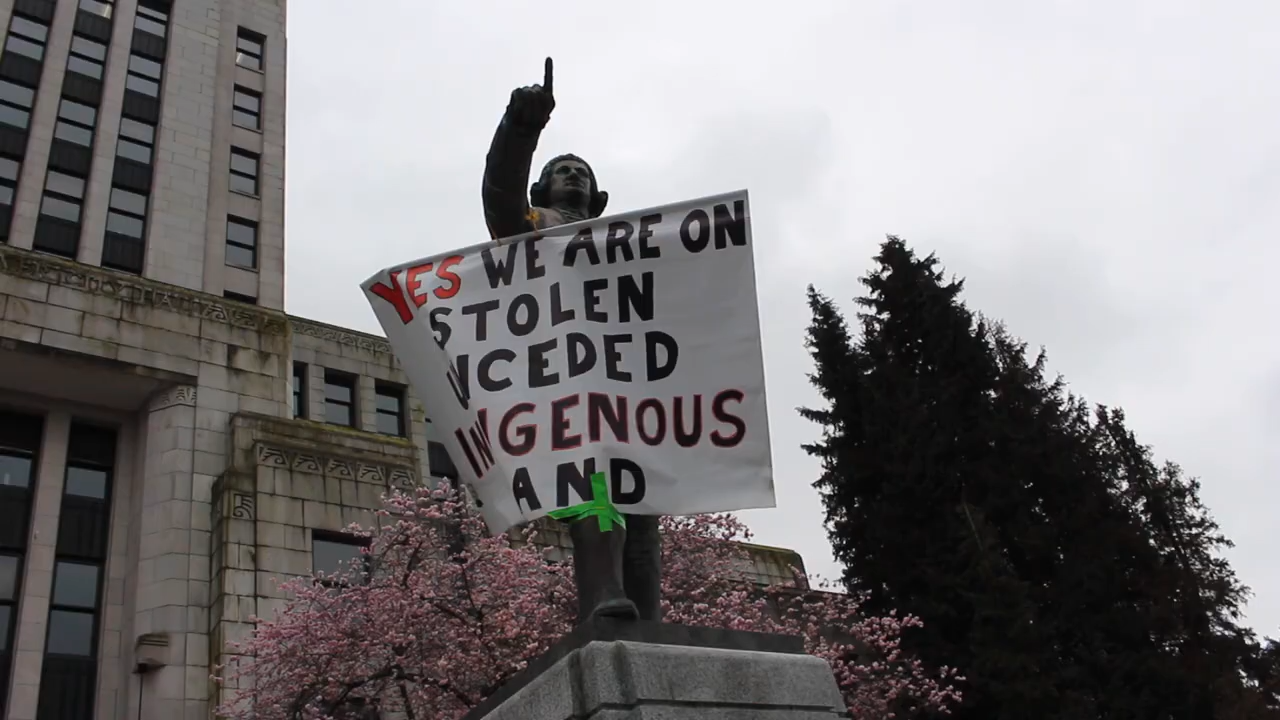 YES WE ARE ON
STOLEN
NCEDED
INGENOUS
AND